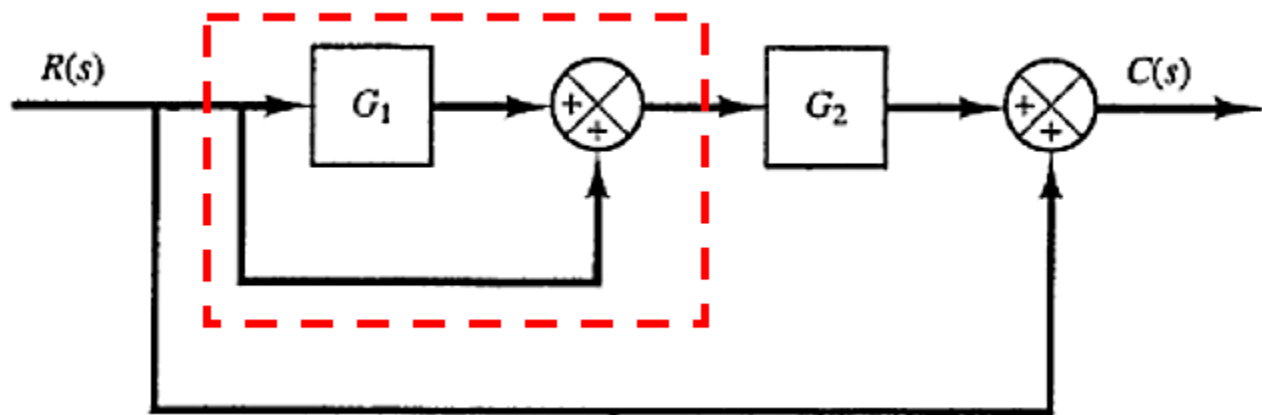 R(s)
G₁
+
+
G₂
+
+
C(s)